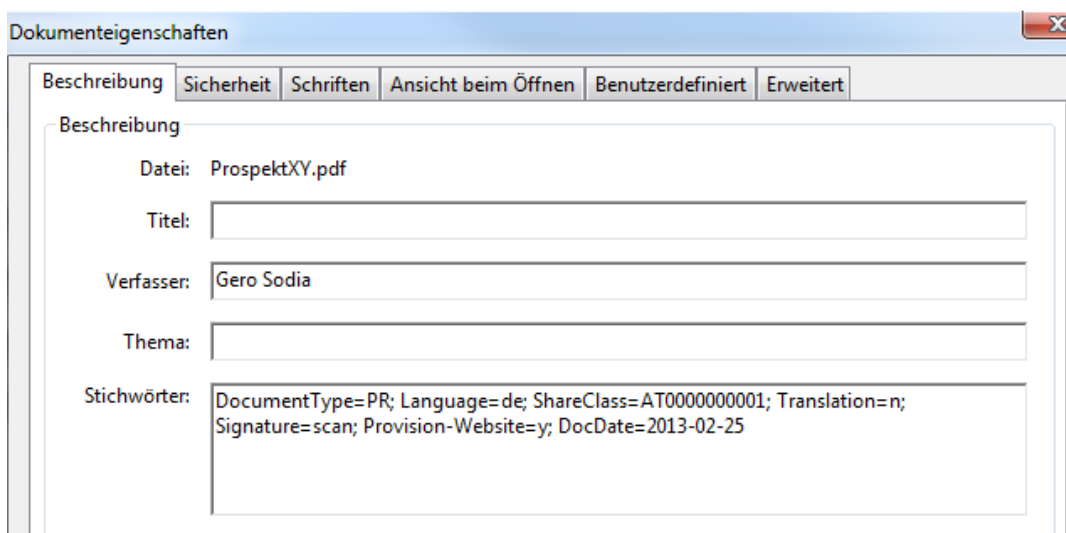 Dokumenteigenschaften
Beschreibung Sicherheit Schriften Ansicht beim Öffnen Benutzerdefiniert Erweitert
Beschreibung
Datei: ProspektXY.pdf
Titel:
Verfasser: Gero Sodia
Thema:
Stichwörter: DocumentType=PR; Language=de; ShareClass=AT0000000001; Translation=n;
Signature=scan; Provision-Website=y; DocDate=2013-02-25